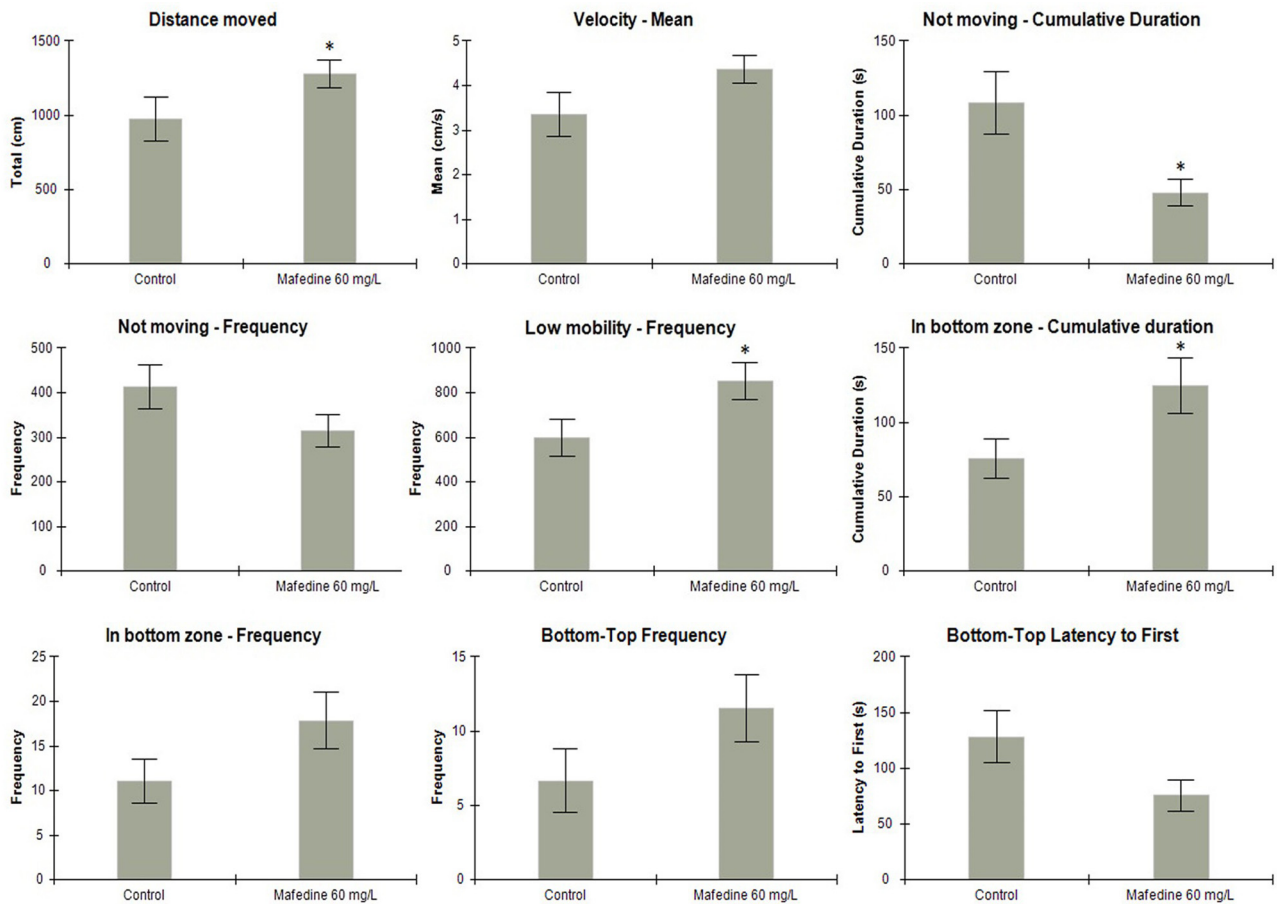 Distance moved
Total (cm)
1500
1000
500
0
*
Control
Mafedine 60 mg/L
Velocity - Mean
Mean (cm/s)
5
4
3
2
1
0
Control
Mafedine 60 mg/L
Not moving - Cumulative Duration
Cumulative Duration (s)
150
100
50
0
*
Control
Mafedine 60 mg/L
Not moving - Frequency
Frequency
500
400
300
200
100
0
Control
Mafedine 60 mg/L
Low mobility - Frequency
Frequency
1000
800
600
400
200
0
*
Control
Mafedine 60 mg/L
In bottom zone - Cumulative duration
Cumulative Duration (s)
150
100
50
0
*
Control
Mafedine 60 mg/L
In bottom zone - Frequency
Frequency
25
20
15
10
5
0
Control
Mafedine 60 mg/L
Bottom-Top Frequency
Frequency
15
10
5
0
Control
Mafedine 60 mg/L
Bottom-Top Latency to First
Latency to First (s)
200
150
100
50
0
Control
Mafedine 60 mg/L